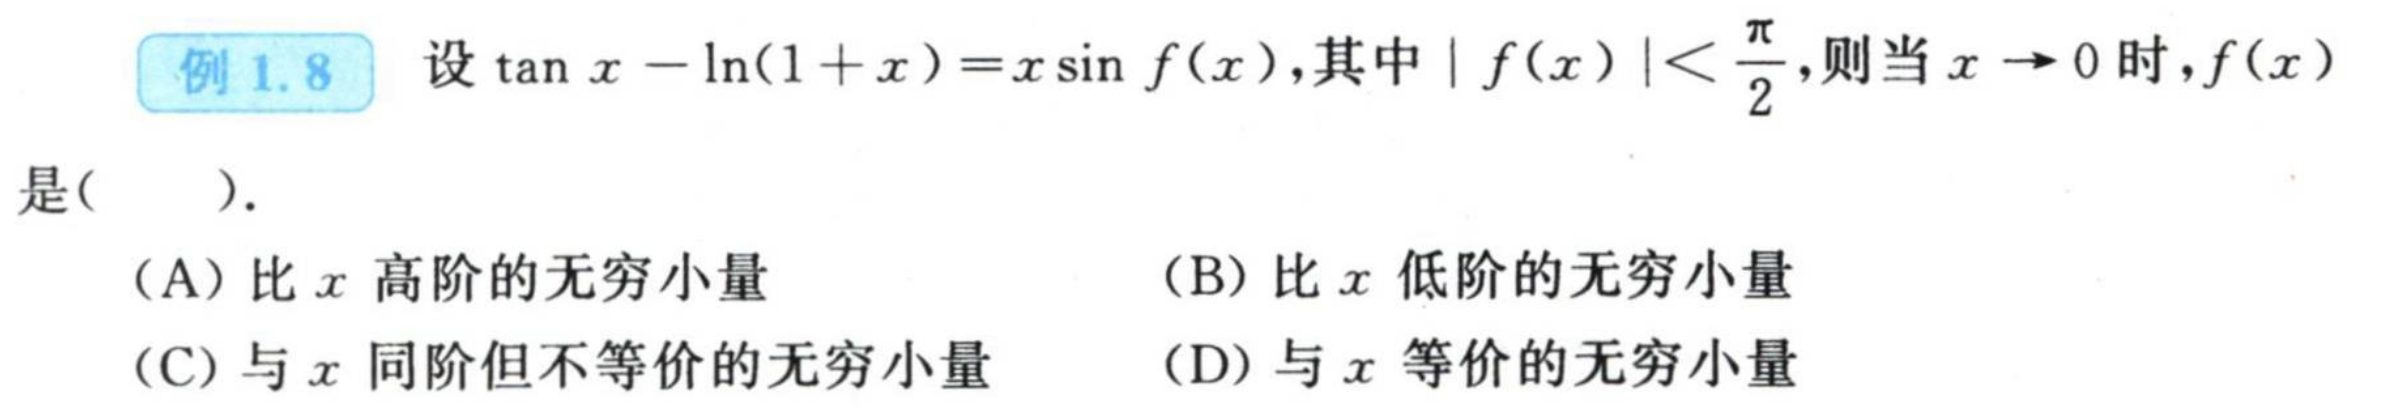 例 1.8 设 tan x − ln(1+x)=x sin f(x),其中 | f(x) |< π/2,则当 x → 0 时,f(x)
是(　　).
(A) 比 x 高阶的无穷小量　(B) 比 x 低阶的无穷小量
(C) 与 x 同阶但不等价的无穷小量　(D) 与 x 等价的无穷小量